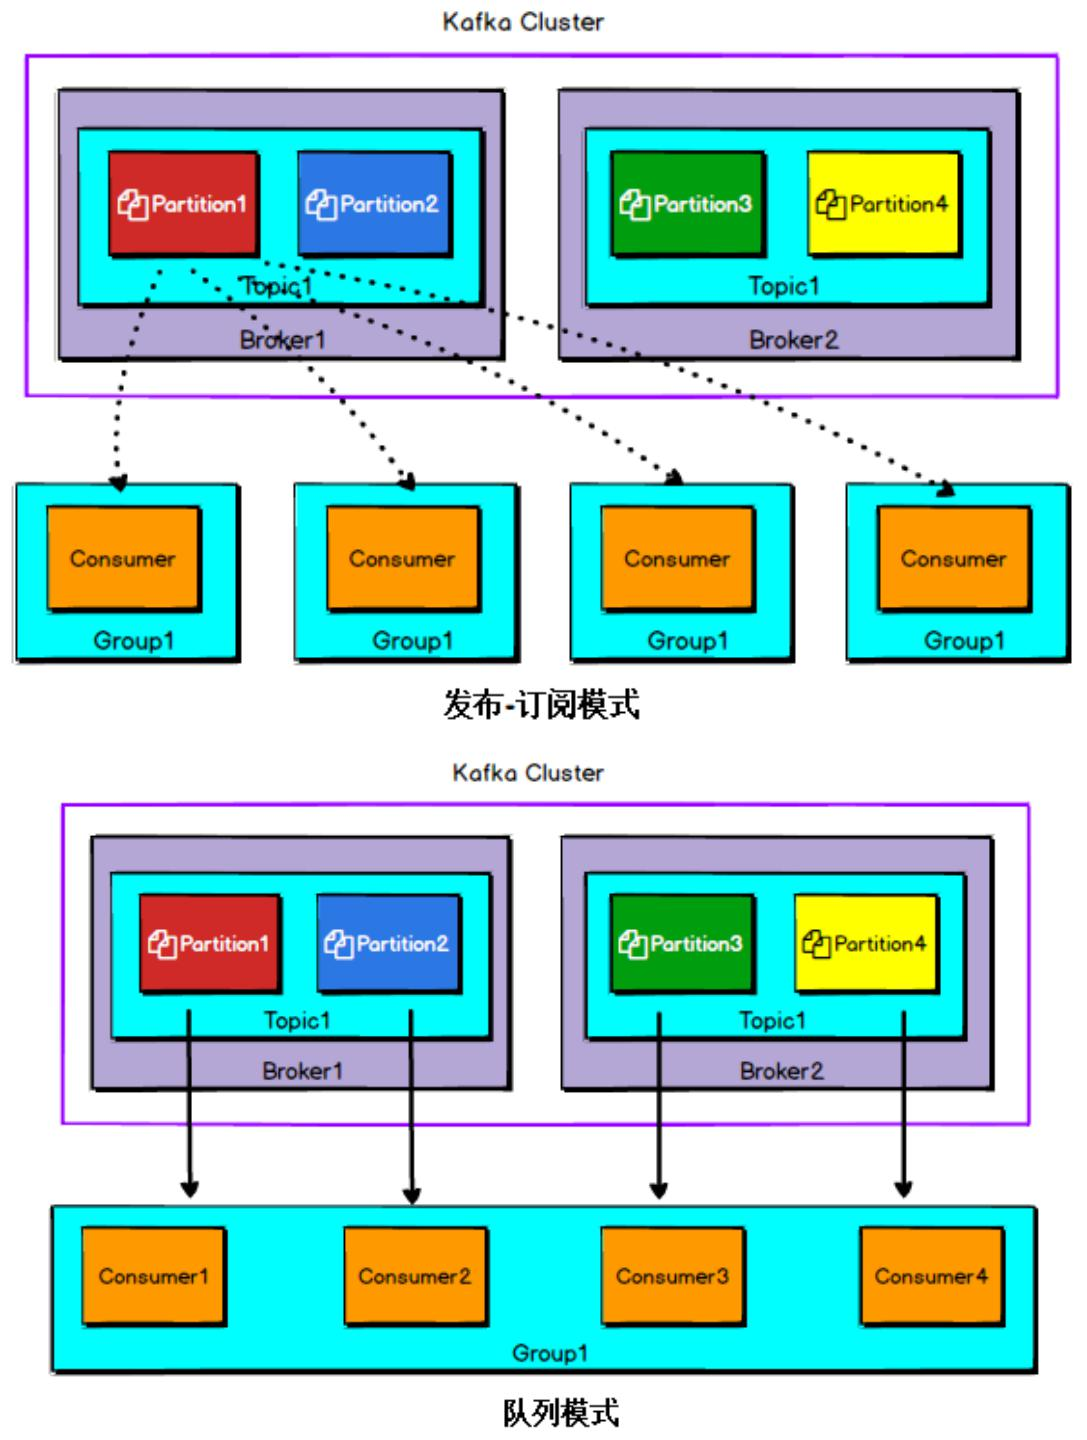 Kafka Cluster
Partition1
Partition2
Partition3
Partition4
Topic1
Topic1
Broker1
Broker2
Consumer
Consumer
Consumer
Consumer
Group1
Group1
Group1
Group1
发布-订阅模式
Kafka Cluster
Partition1
Partition2
Partition3
Partition4
Topic1
Topic1
Broker1
Broker2
Consumer1
Consumer2
Consumer3
Consumer4
Group1
队列模式